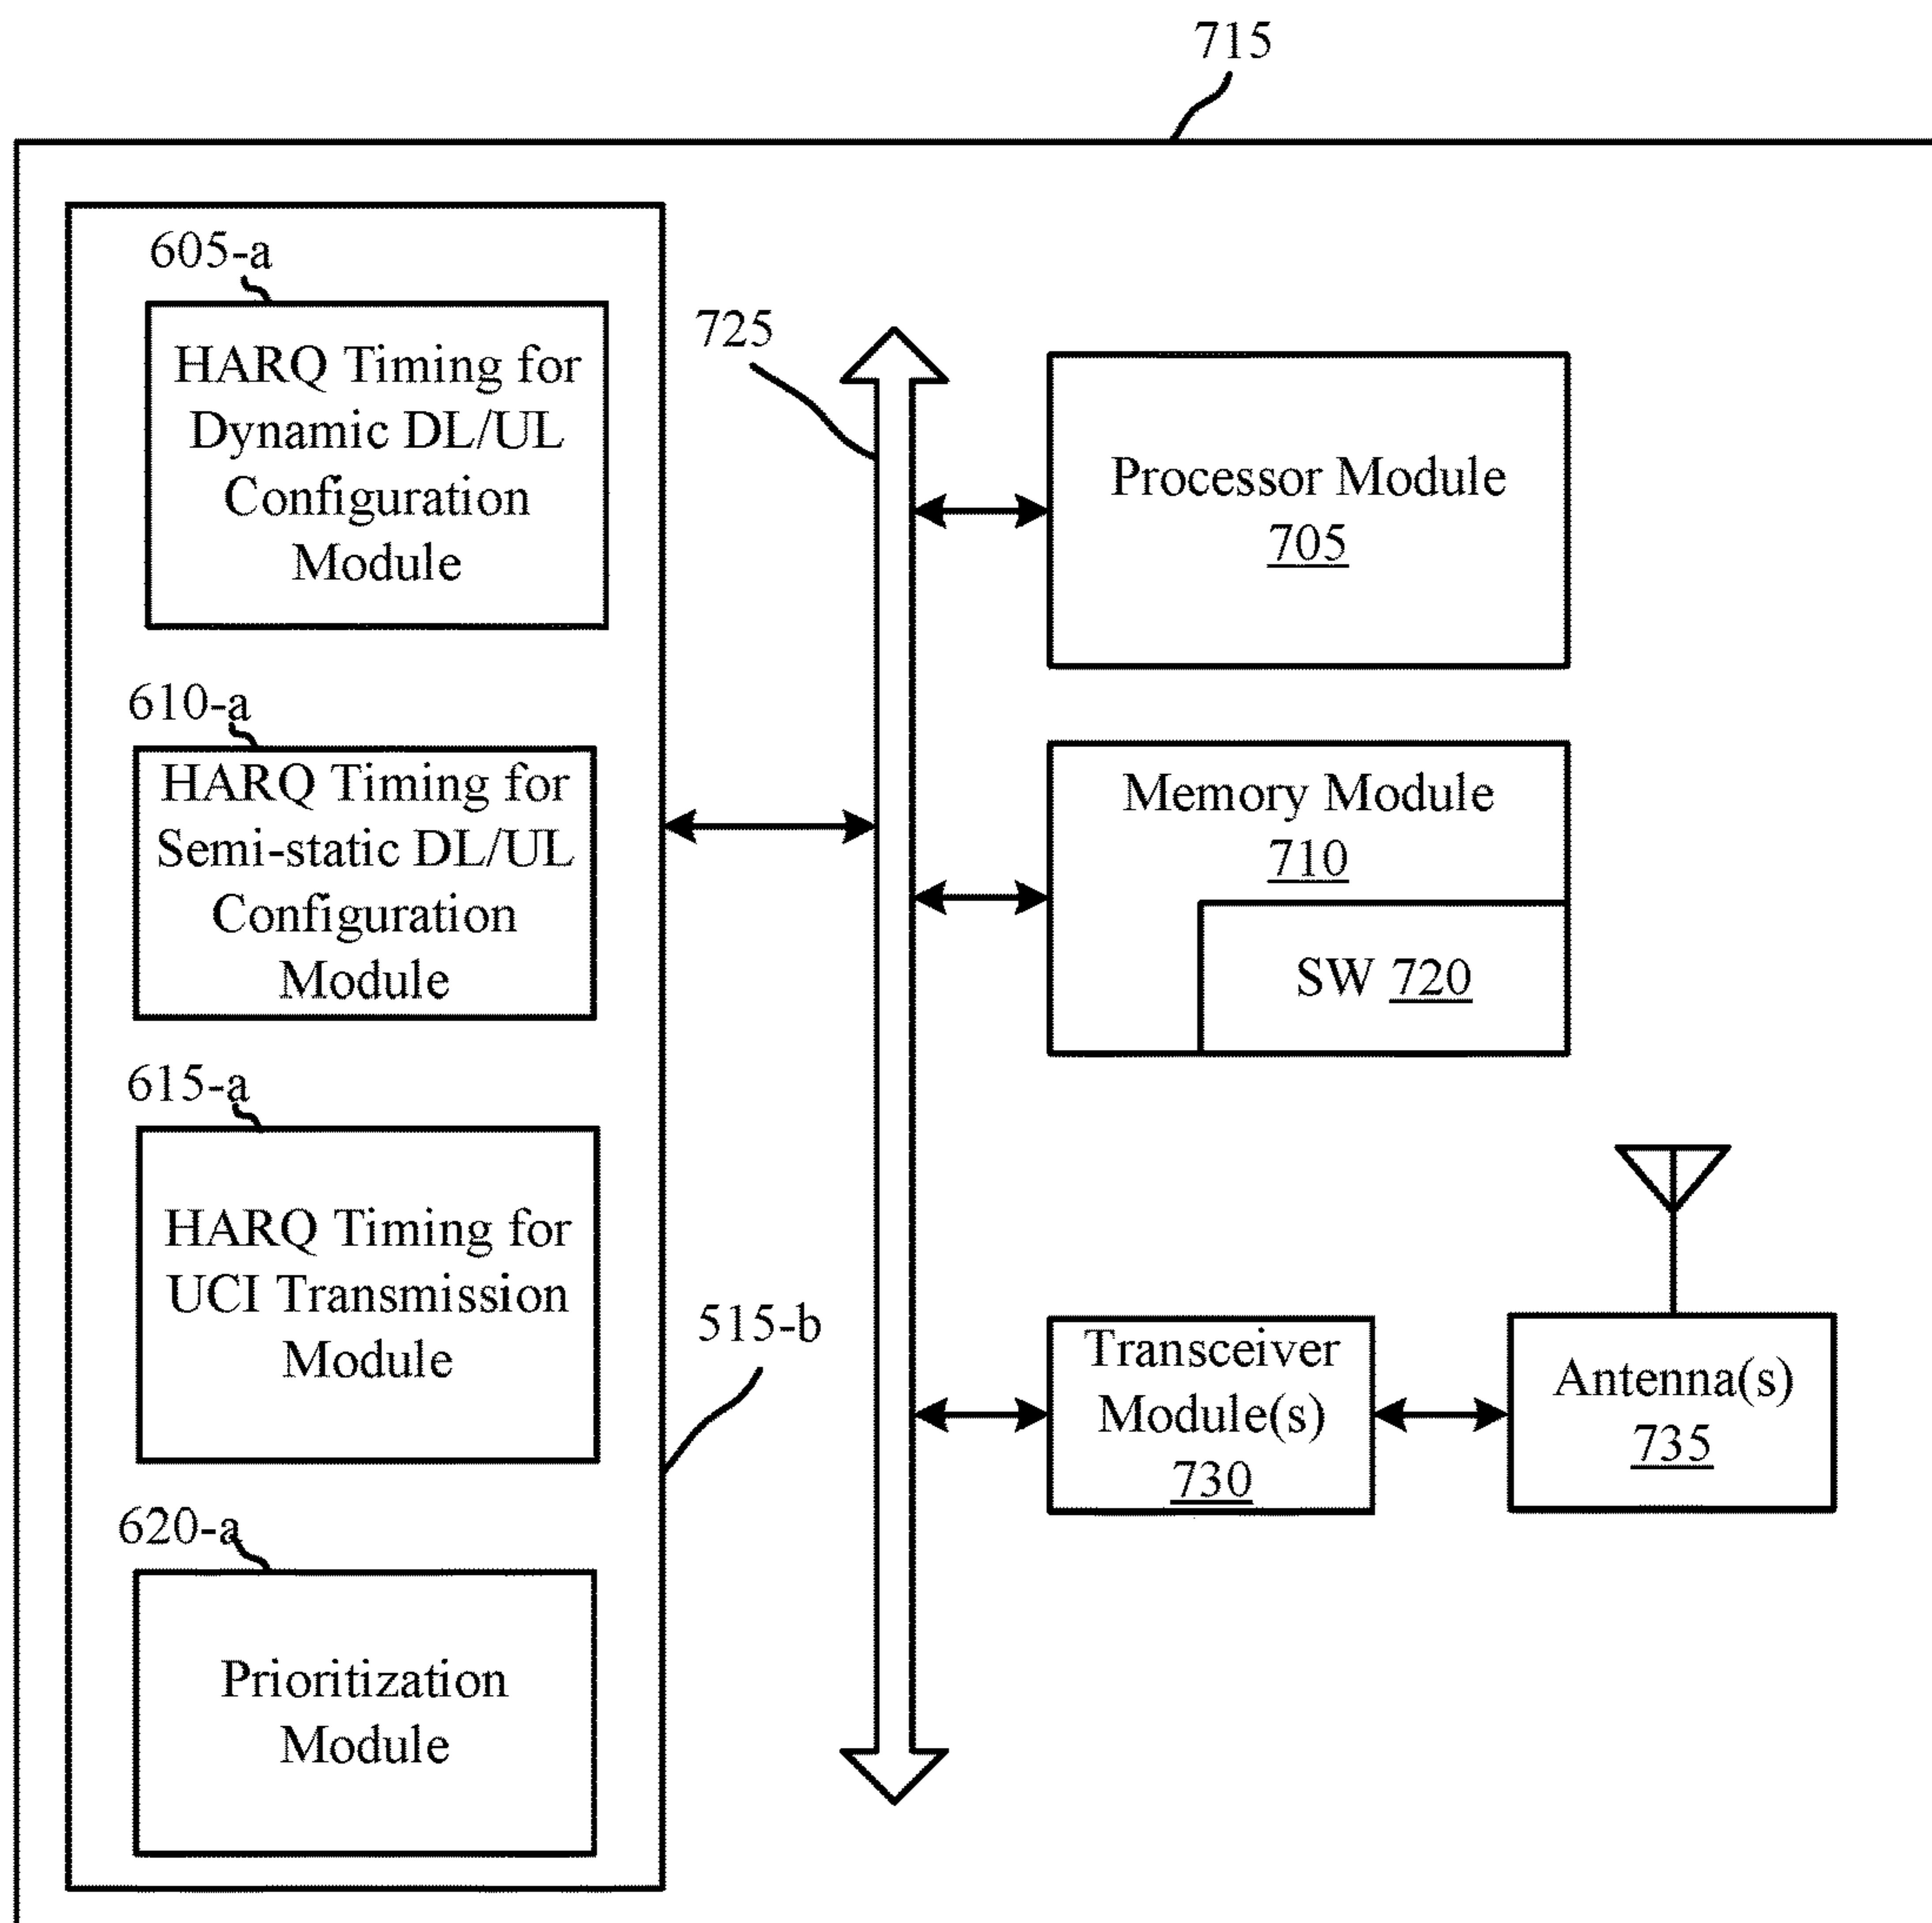 715
605-a
HARQ Timing for
Dynamic DL/UL
Configuration
Module
610-a
HARQ Timing for
Semi-static DL/UL
Configuration
Module
615-a
HARQ Timing for
UCI Transmission
Module
620-a
Prioritization
Module
515-b
725
Processor Module
705
Memory Module
710
SW 720
Transceiver
Module(s)
730
Antenna(s)
735